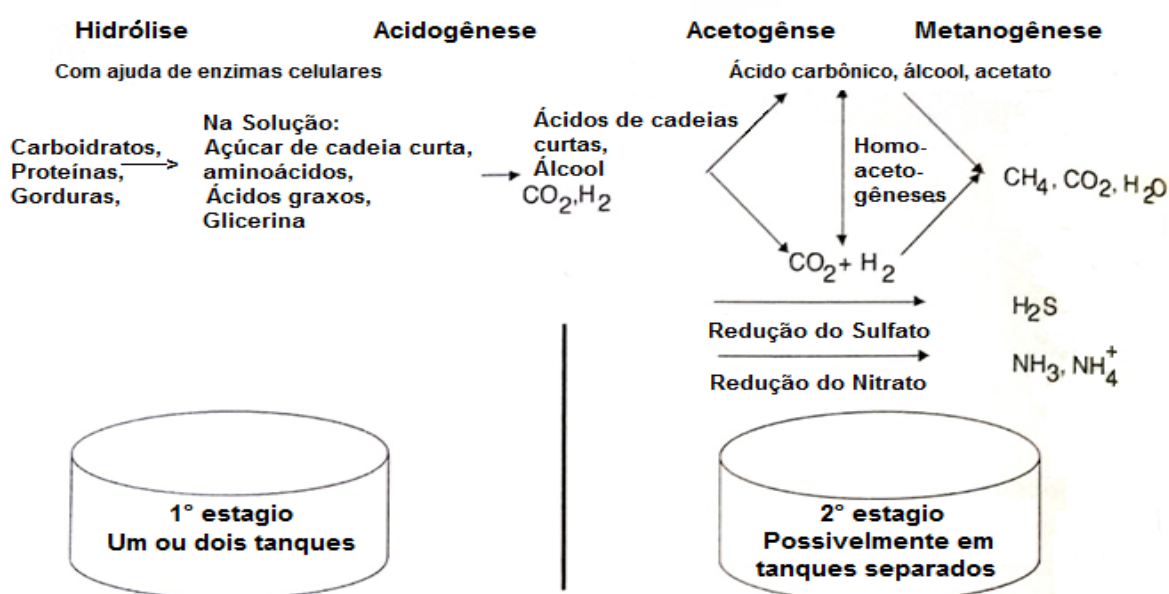 Hidrólise
Acidogênese
Acetogênse
Metanogênese
Com ajuda de enzimas celulares
Ácido carbônico, álcool, acetato
Carboidratos,
Proteínas,
Gorduras,
Na Solução:
Açúcar de cadeia curta,
aminoácidos,
Ácidos graxos,
Glicerina
Ácidos de cadeias
curtas,
Álcool
CO2,H2
Homo-
aceto-
gêneses
CO2+ H2
CH4, CO2, H2O
Redução do Sulfato
H2S
Redução do Nitrato
NH3, NH4+
1° estagio
Um ou dois tanques
2° estagio
Possivelmente em
tanques separados